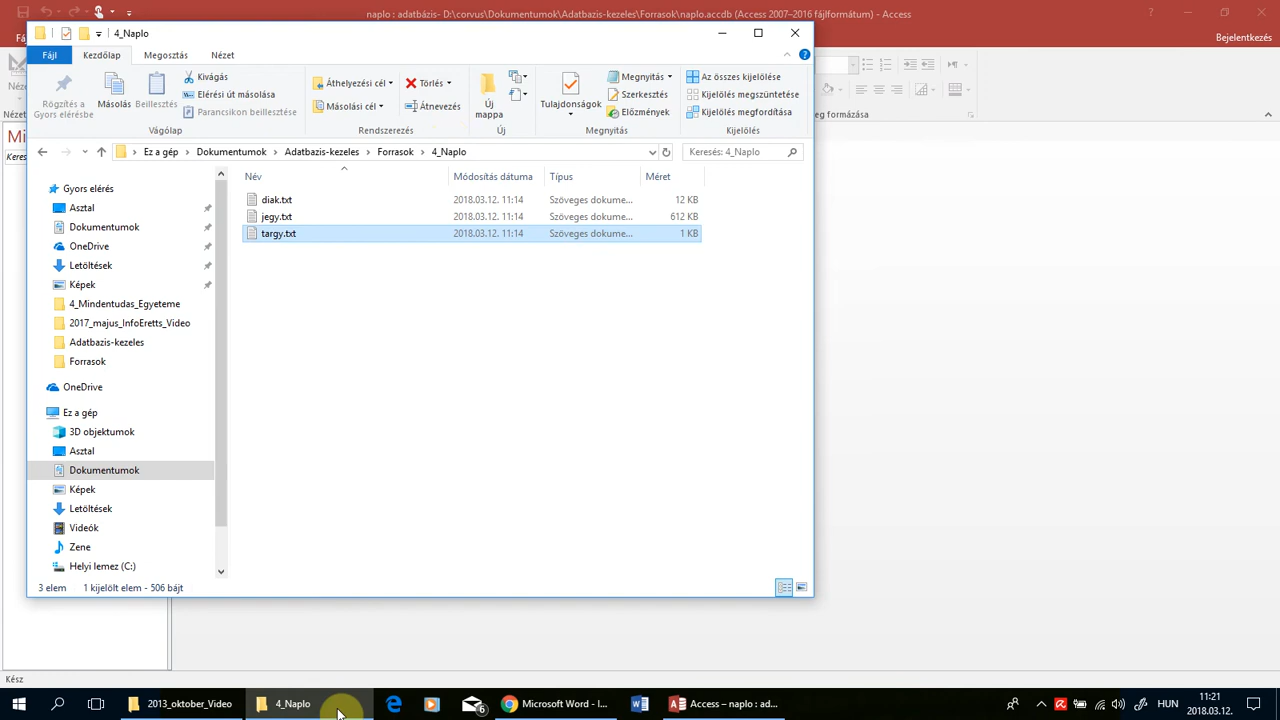 naplo : adatbázis- D:\corvus\Dokumentumok\Adatbazis-kezeles\Forrasok\naplo.accdb (Access 2007–2016 fájlformátum) - Access
4_Naplo
Bejelentkezés
Fájl Kezdőlap Megosztás Nézet
Rögzítés a Gyors elérésbe
Másolás
Beillesztés
Kivágás
Elérési út másolása
Parancsikon beillesztése
Vágólap
Áthelyezési cél
Másolási cél
Törlés
Átnevezés
Rendszerezés
Új mappa
Új
Tulajdonságok
Megnyitás
Szerkesztés
Előzmények
Megnyitás
Az összes kijelölése
Kijelölés megszüntetése
Kijelölés megfordítása
Kijelölés
eg formázása
Ez a gép Dokumentumok Adatbazis-kezeles Forrasok 4_Naplo
Keresés: 4_Naplo
Név Módosítás dátuma Típus Méret
diak.txt 2018.03.12. 11:14 Szöveges dokume... 12 KB
jegy.txt 2018.03.12. 11:14 Szöveges dokume... 612 KB
targy.txt 2018.03.12. 11:14 Szöveges dokume... 1 KB
Gyors elérés
Asztal
Dokumentumok
OneDrive
Letöltések
Képek
4_Mindentudas_Egyeteme
2017_majus_InfoEretts_Video
Adatbazis-kezeles
Forrasok
OneDrive
Ez a gép
3D objektumok
Asztal
Dokumentumok
Képek
Letöltések
Videók
Zene
Helyi lemez (C:)
3 elem 1 kijelölt elem - 506 bájt
Kész
2013_oktober_Video
4_Naplo
Microsoft Word - I...
Access – naplo : ad...
HUN
11:21
2018.03.12.